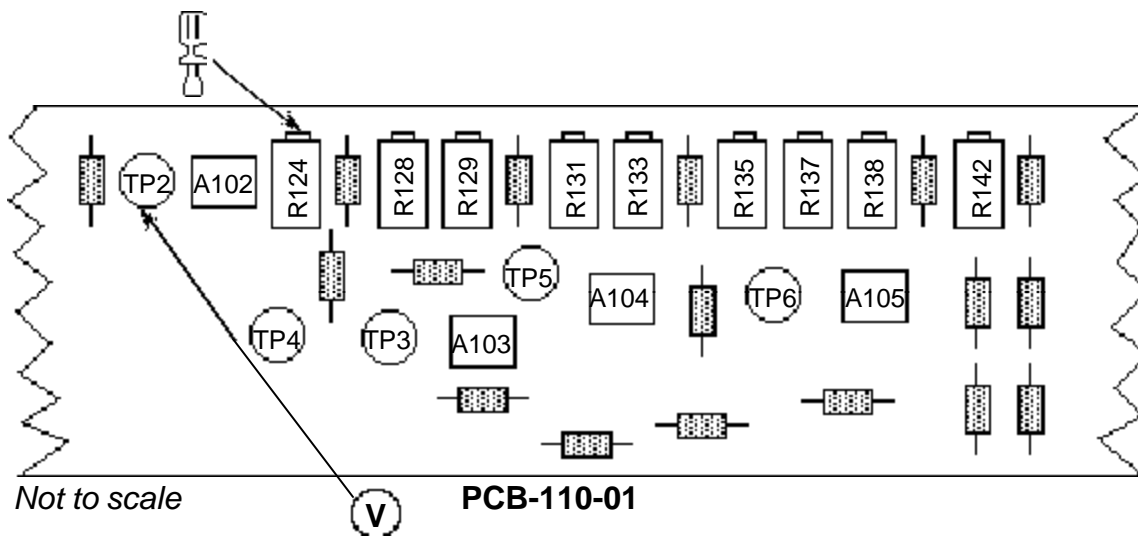 TP2 A102 R124 R128 R129 R131 R133 R135 R137 R138 R142
TP5 A104 TP6 A105
TP4 TP3 A103
Not to scale V PCB-110-01